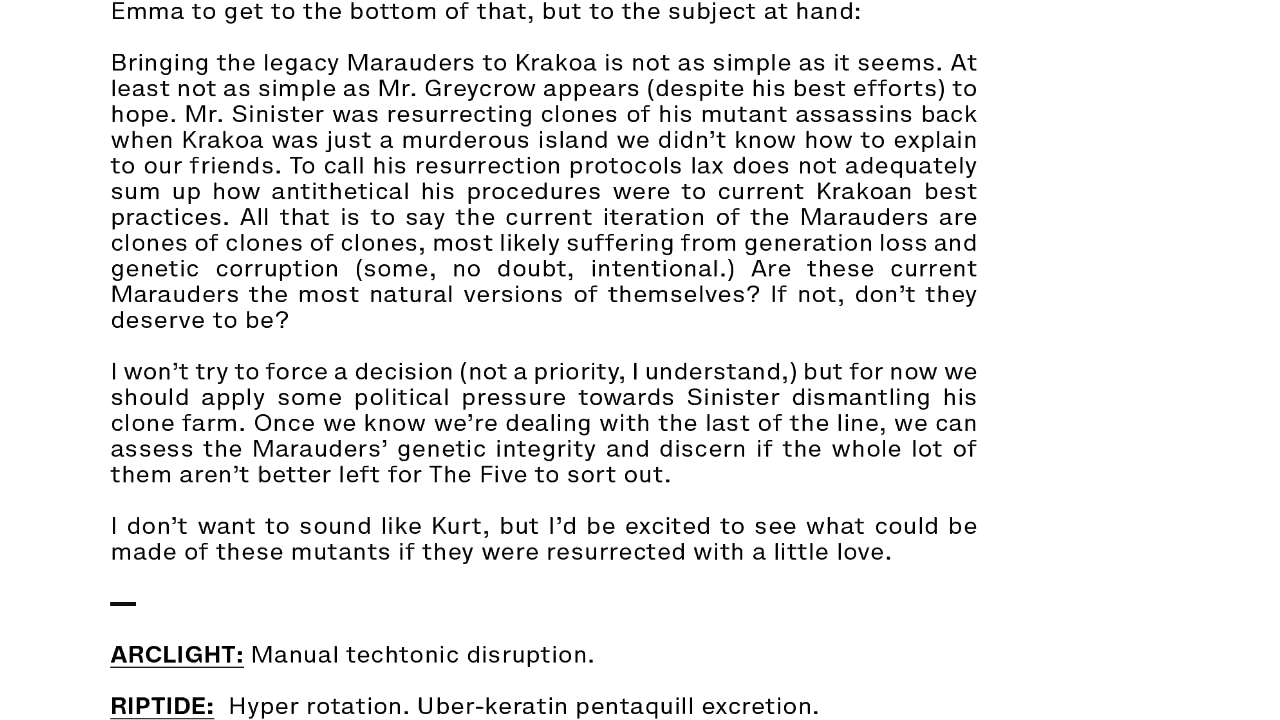 Emma to get to the bottom of that, but to the subject at hand:
Bringing the legacy Marauders to Krakoa is not as simple as it seems. At
least not as simple as Mr. Greycrow appears (despite his best efforts) to
hope. Mr. Sinister was resurrecting clones of his mutant assassins back
when Krakoa was just a murderous island we didn’t know how to explain
to our friends. To call his resurrection protocols lax does not adequately
sum up how antithetical his procedures were to current Krakoan best
practices. All that is to say the current iteration of the Marauders are
clones of clones of clones, most likely suffering from generation loss and
genetic corruption (some, no doubt, intentional.) Are these current
Marauders the most natural versions of themselves? If not, don’t they
deserve to be?
I won’t try to force a decision (not a priority, I understand,) but for now we
should apply some political pressure towards Sinister dismantling his
clone farm. Once we know we’re dealing with the last of the line, we can
assess the Marauders’ genetic integrity and discern if the whole lot of
them aren’t better left for The Five to sort out.
I don’t want to sound like Kurt, but I’d be excited to see what could be
made of these mutants if they were resurrected with a little love.
—
ARCLIGHT: Manual techtonic disruption.
RIPTIDE: Hyper rotation. Uber-keratin pentaquill excretion.